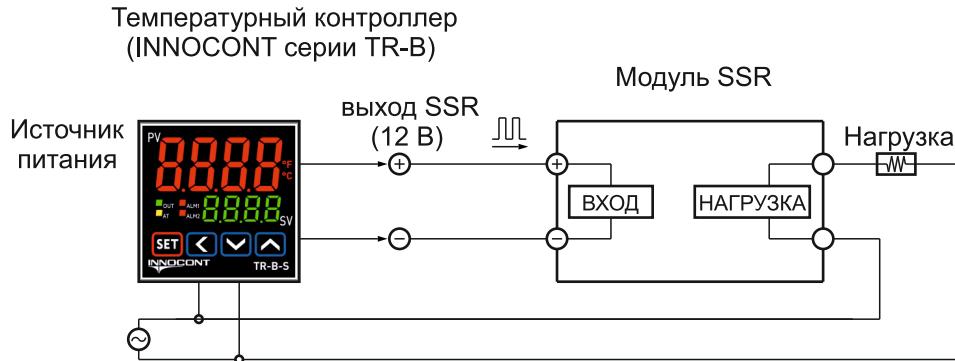 Температурный контроллер
(INNOCONT серии TR-B)
Модуль SSR
Источник
питания
выход SSR
(12 В)
Нагрузка
PV
8.8.8.8
°F
°C
OUT ALM1
AT ALM2
8.8.8.8
SV
SET
INNOCONT
TR-B-S
+
−
+
−
ВХОД
НАГРУЗКА